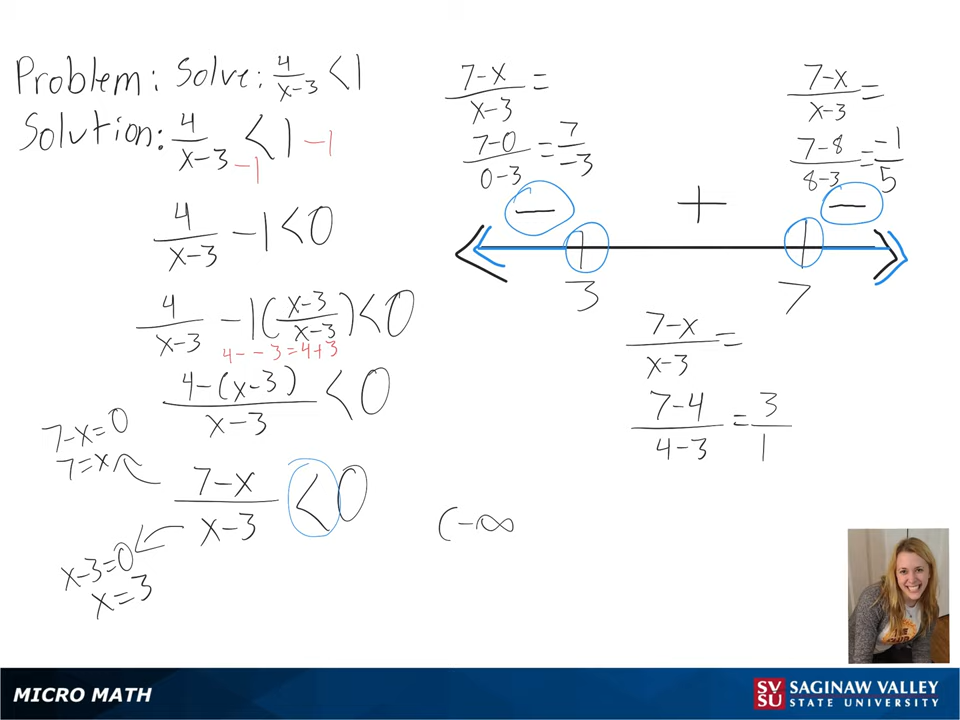 Problem: Solve: 4/(x-3) < 1
Solution: 4/(x-3) < 1
-1 -1
4/(x-3) - 1 < 0
4/(x-3) - 1((x-3)/(x-3)) < 0
4--3=4+3
(4-(x-3))/(x-3) < 0
7-x=0
7=x
(7-x)/(x-3) < 0
x-3=0
x=3
(7-x)/(x-3) =
(7-0)/(0-3) = 7/-3
(7-x)/(x-3) =
(7-8)/(8-3) = -1/5
- + -
3 7
(7-x)/(x-3) =
(7-4)/(4-3) = 3/1
(-∞
MICRO MATH
SV
SU
SAGINAW VALLEY
STATE UNIVERSITY